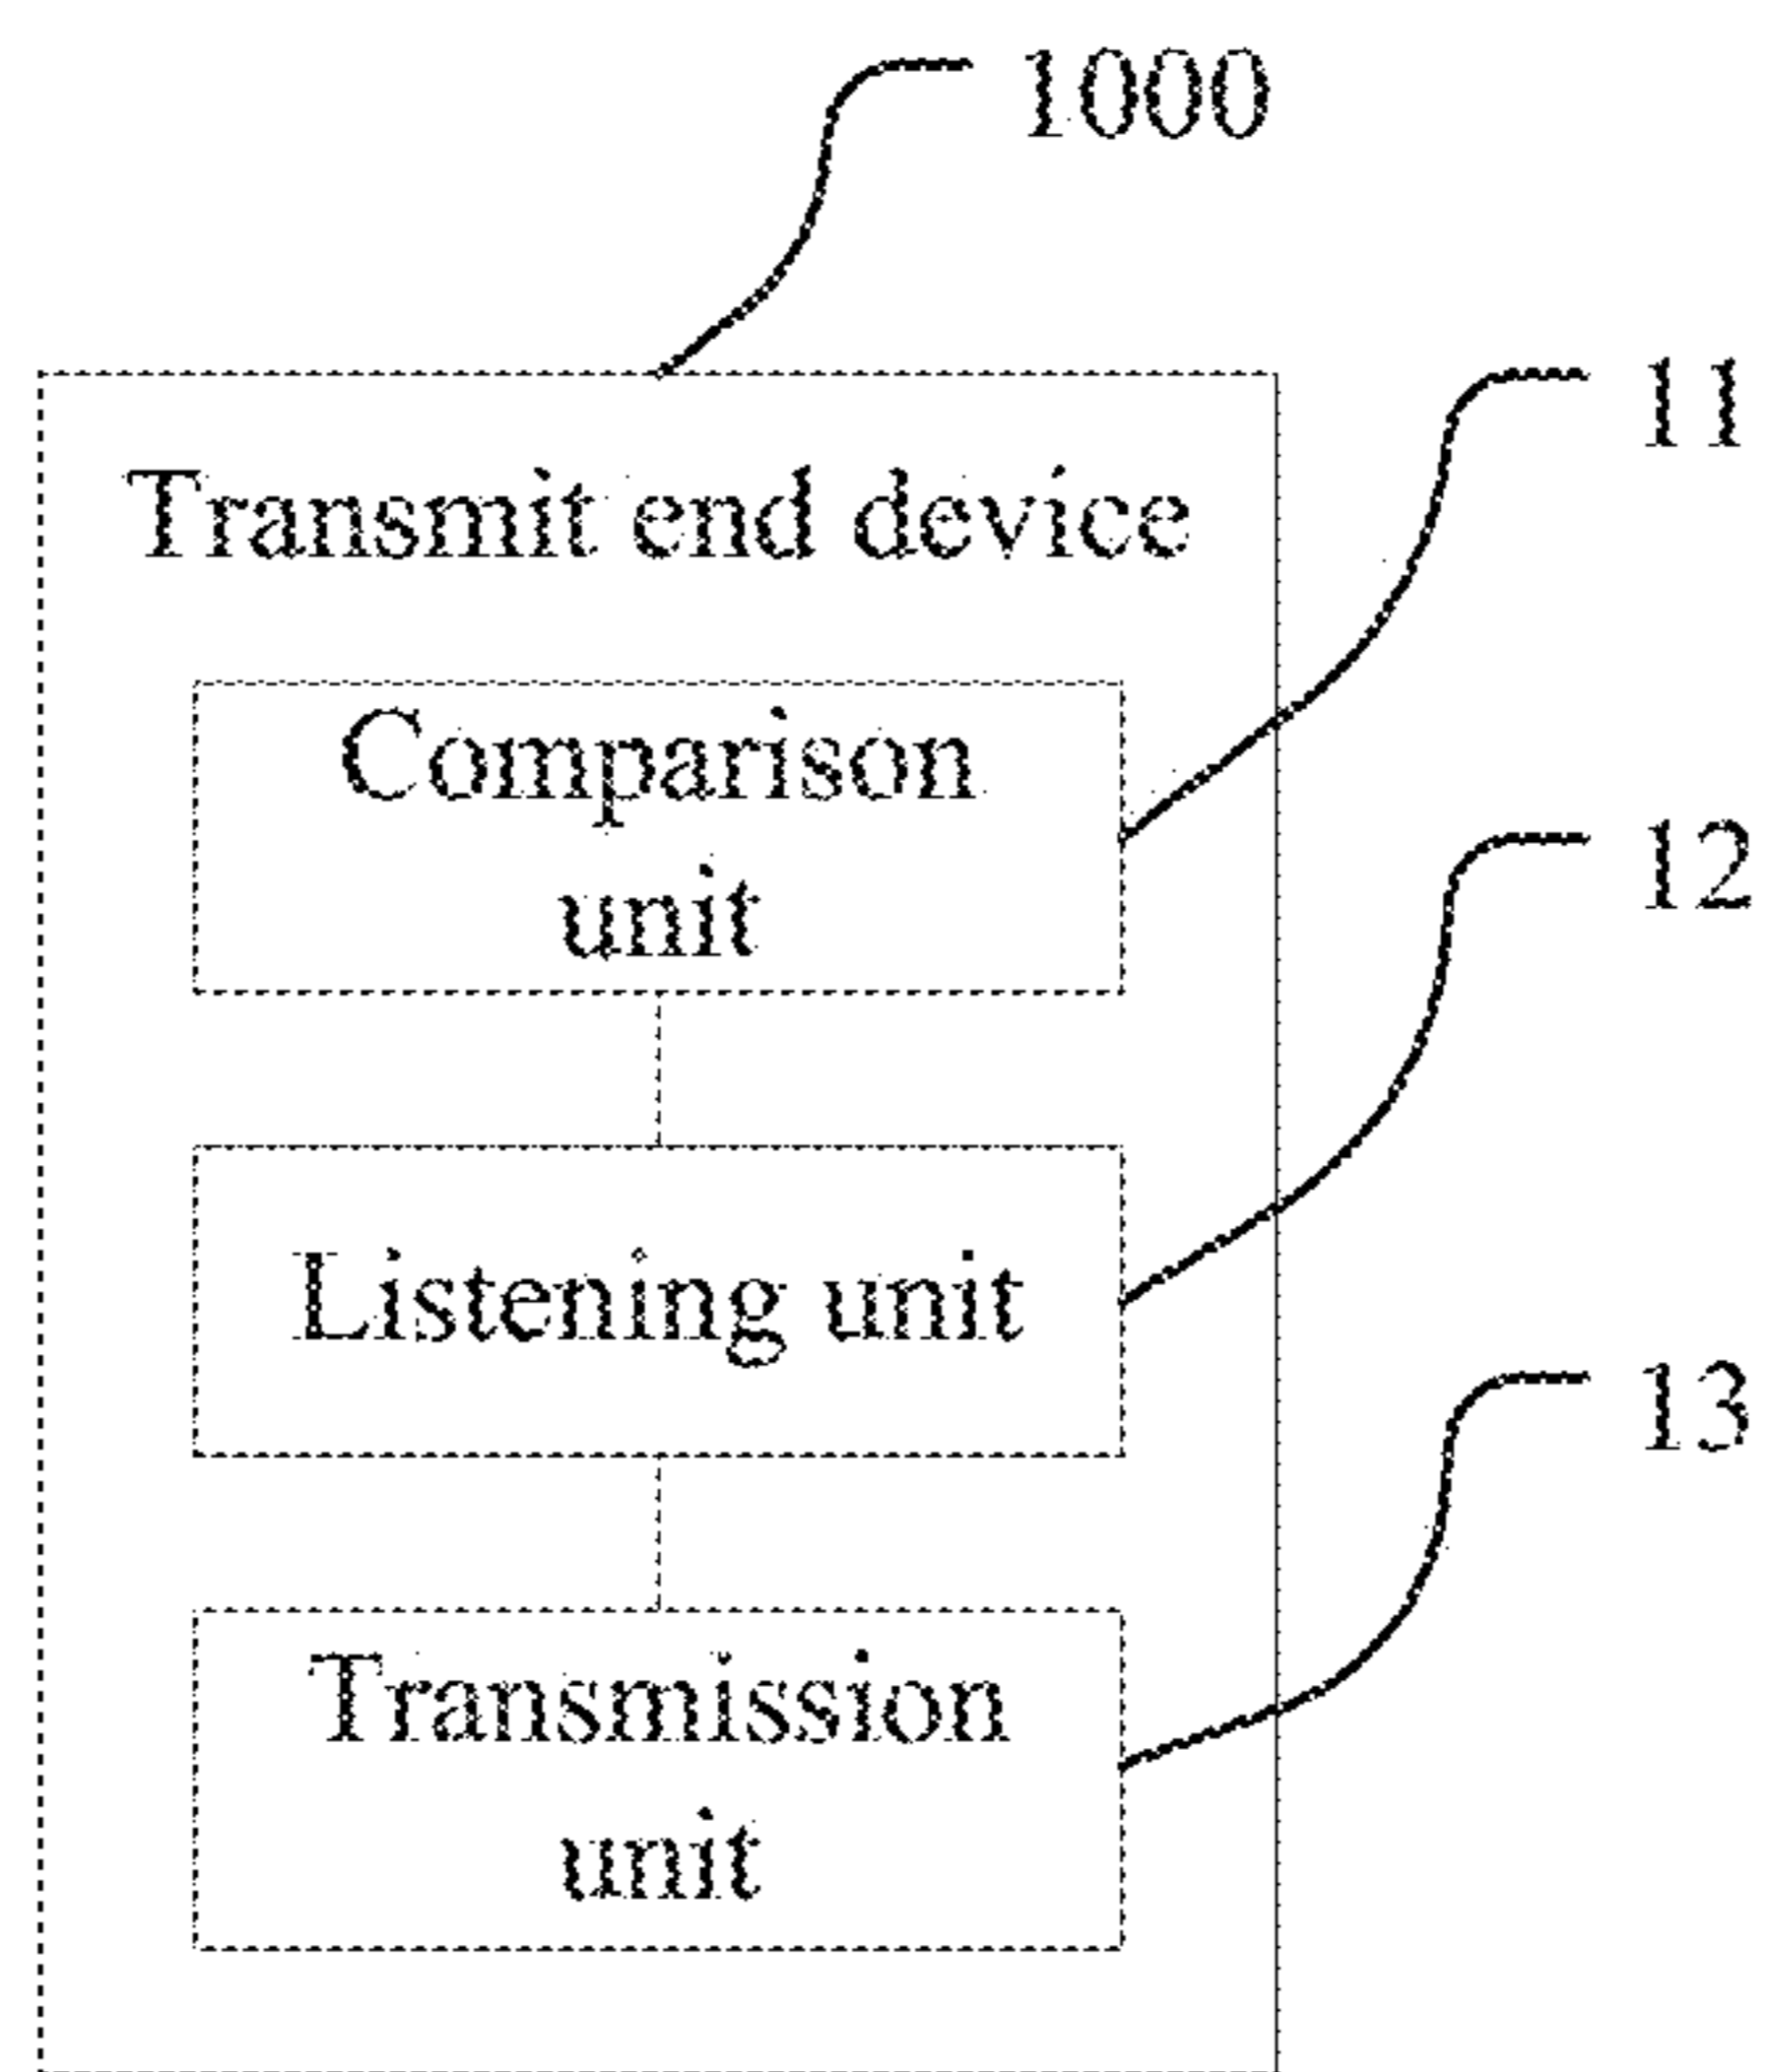 1000
11
Transmit end device
Comparison
unit
12
Listening unit
13
Transmission
unit